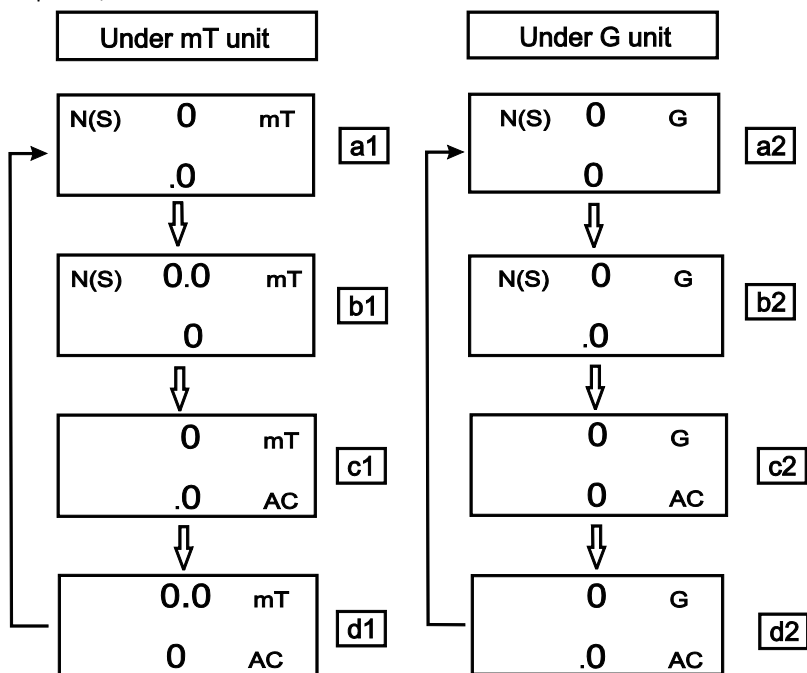 Under mT unit
N(S) 0 mT
.0
a1
N(S) 0.0 mT
0
b1
0 mT
.0 AC
c1
0.0 mT
0 AC
d1
Under G unit
N(S) 0 G
0
a2
N(S) 0 G
.0
b2
0 G
0 AC
c2
0 G
.0 AC
d2